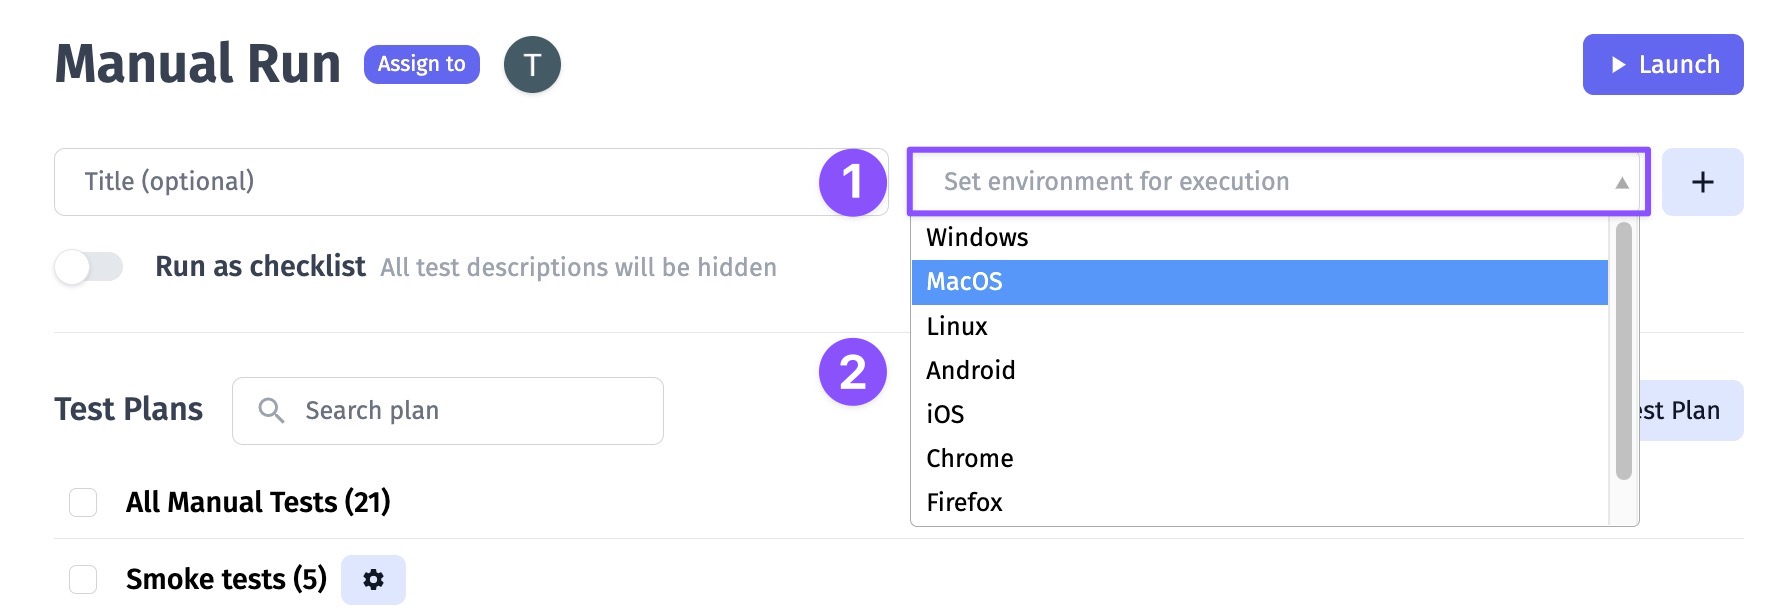 Manual Run
Assign to
T
Launch
Title (optional)
1
Set environment for execution
+
Windows
Run as checklist All test descriptions will be hidden
MacOS
Linux
2
Android
Test Plans
Search plan
iOS
est Plan
Chrome
All Manual Tests (21)
Firefox
Smoke tests (5)